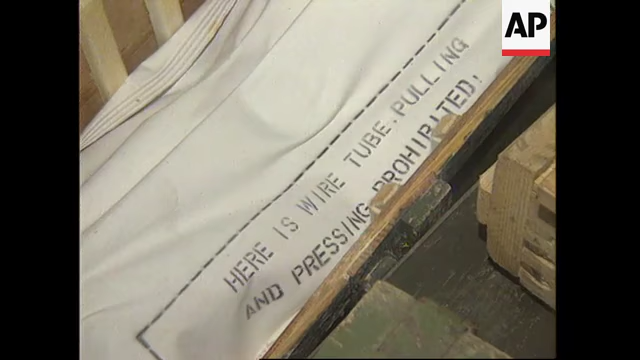 AP
HERE IS WIRE TUBE. PULLING
AND PRESSING PROHIBITED!